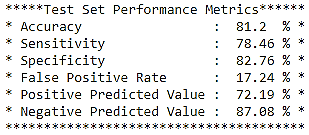 *****Test Set Performance Metrics******
* Accuracy                  :  81.2  % *
* Sensitivity               :  78.46 % *
* Specificity               :  82.76 % *
* False Positive Rate       :  17.24 % *
* Positive Predicted Value  :  72.19 % *
* Negative Predicted Value  :  87.08 % *
****************************************